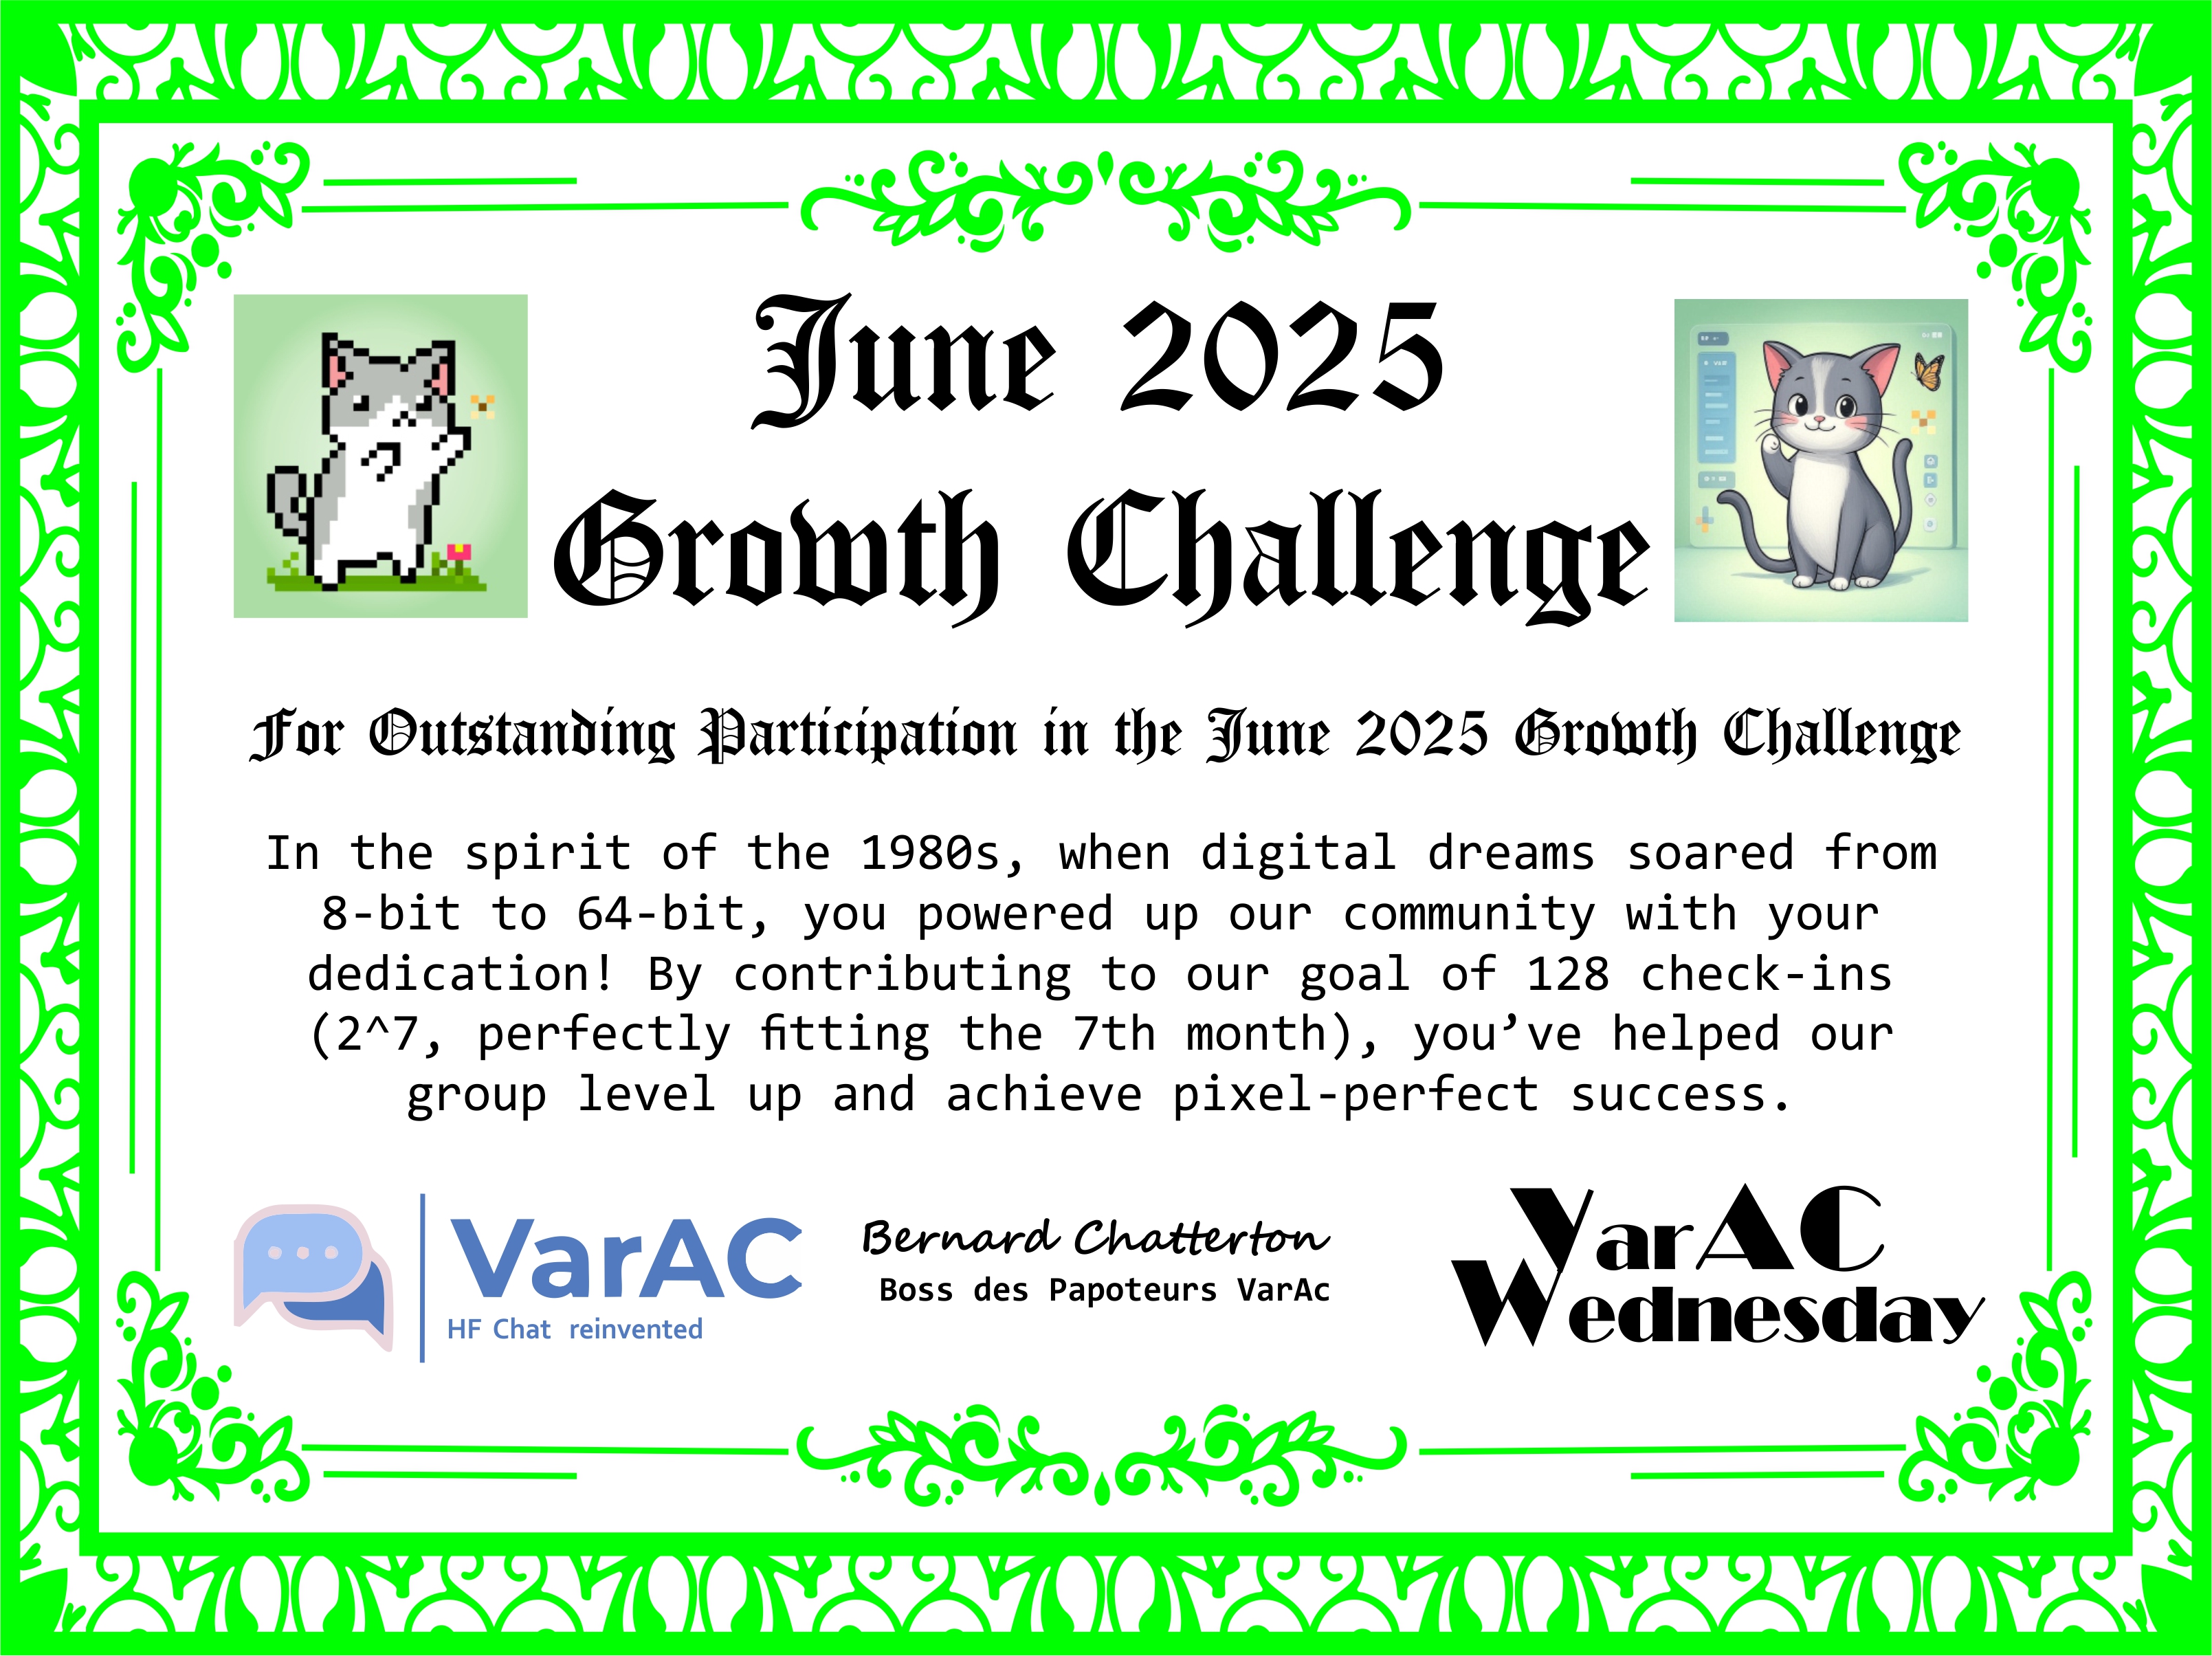 June 2025
Growth Challenge
For Outstanding Participation in the June 2025 Growth Challenge
In the spirit of the 1980s, when digital dreams soared from
8-bit to 64-bit, you powered up our community with your
dedication! By contributing to our goal of 128 check-ins
(2^7, perfectly fitting the 7th month), you’ve helped our
group level up and achieve pixel-perfect success.
VarAC
HF Chat reinvented
Bernard Chatterton
Boss des Papoteurs VarAc
VarAC
Wednesday